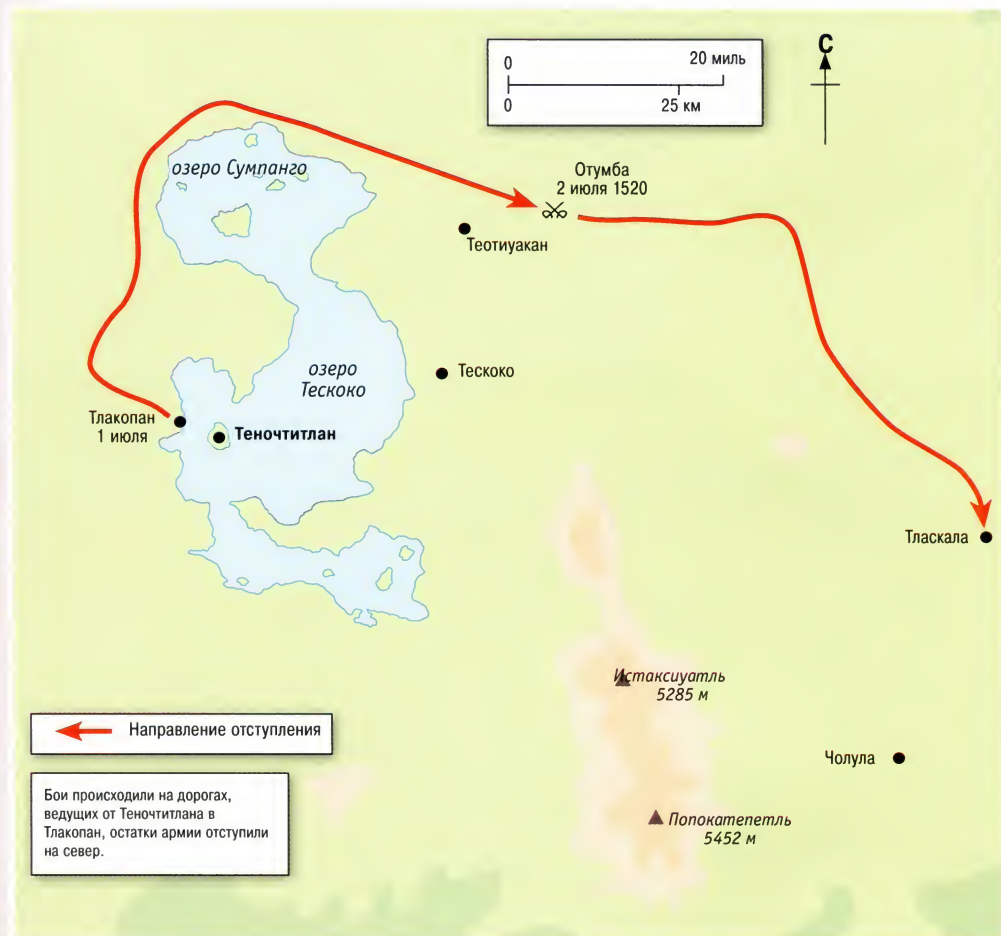 0 20 миль
0 25 км
С
озеро Сумпанго
Отумба
2 июля 1520
Теотиуакан
озеро
Тескоко
Тескоко
Тлакопан
1 июля
Теночтитлан
Тласкала
Истаксиуатль
5285 м
Чолула
Попокатепетль
5452 м
Направление отступления
Бои происходили на дорогах,
ведущих от Теночтитлана в
Тлакопан, остатки армии отступили
на север.